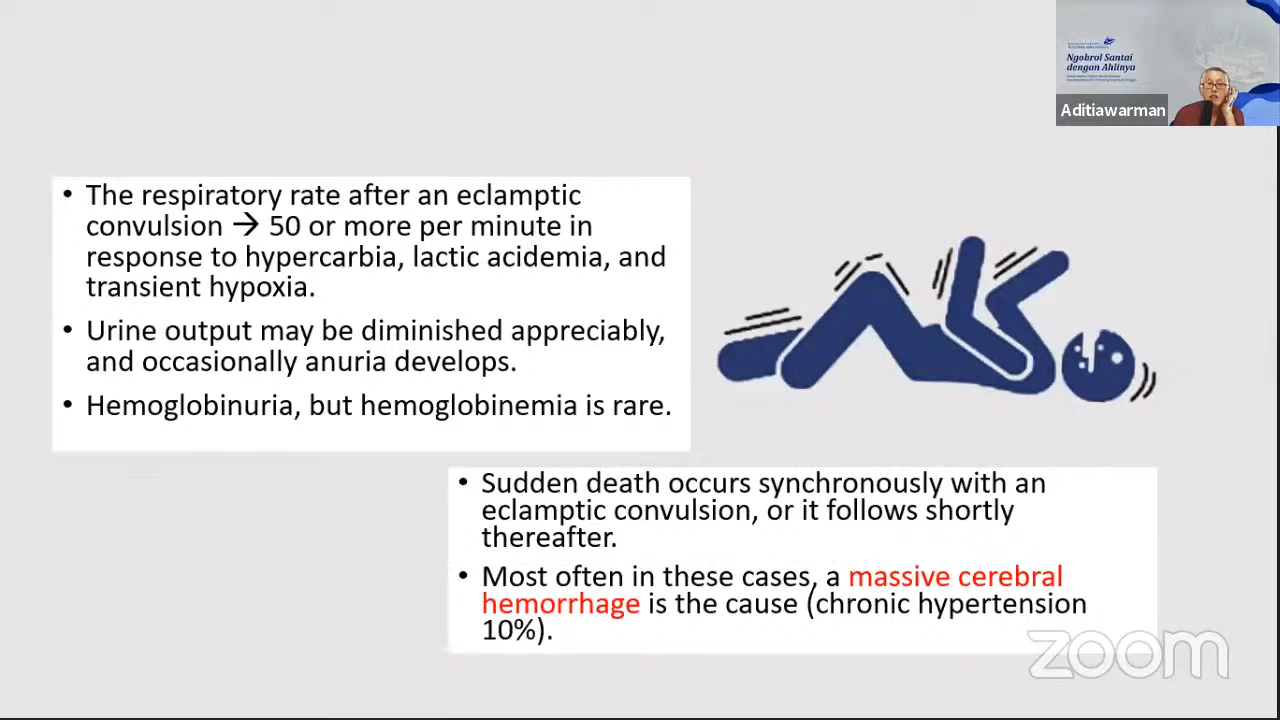 Ngobrol Santai
dengan Ahlinya
Aditiawarman
• The respiratory rate after an eclamptic
convulsion → 50 or more per minute in
response to hypercarbia, lactic acidemia, and
transient hypoxia.
• Urine output may be diminished appreciably,
and occasionally anuria develops.
• Hemoglobinuria, but hemoglobinemia is rare.
• Sudden death occurs synchronously with an
eclamptic convulsion, or it follows shortly
thereafter.
• Most often in these cases, a massive cerebral
hemorrhage is the cause (chronic hypertension
10%).
zoom